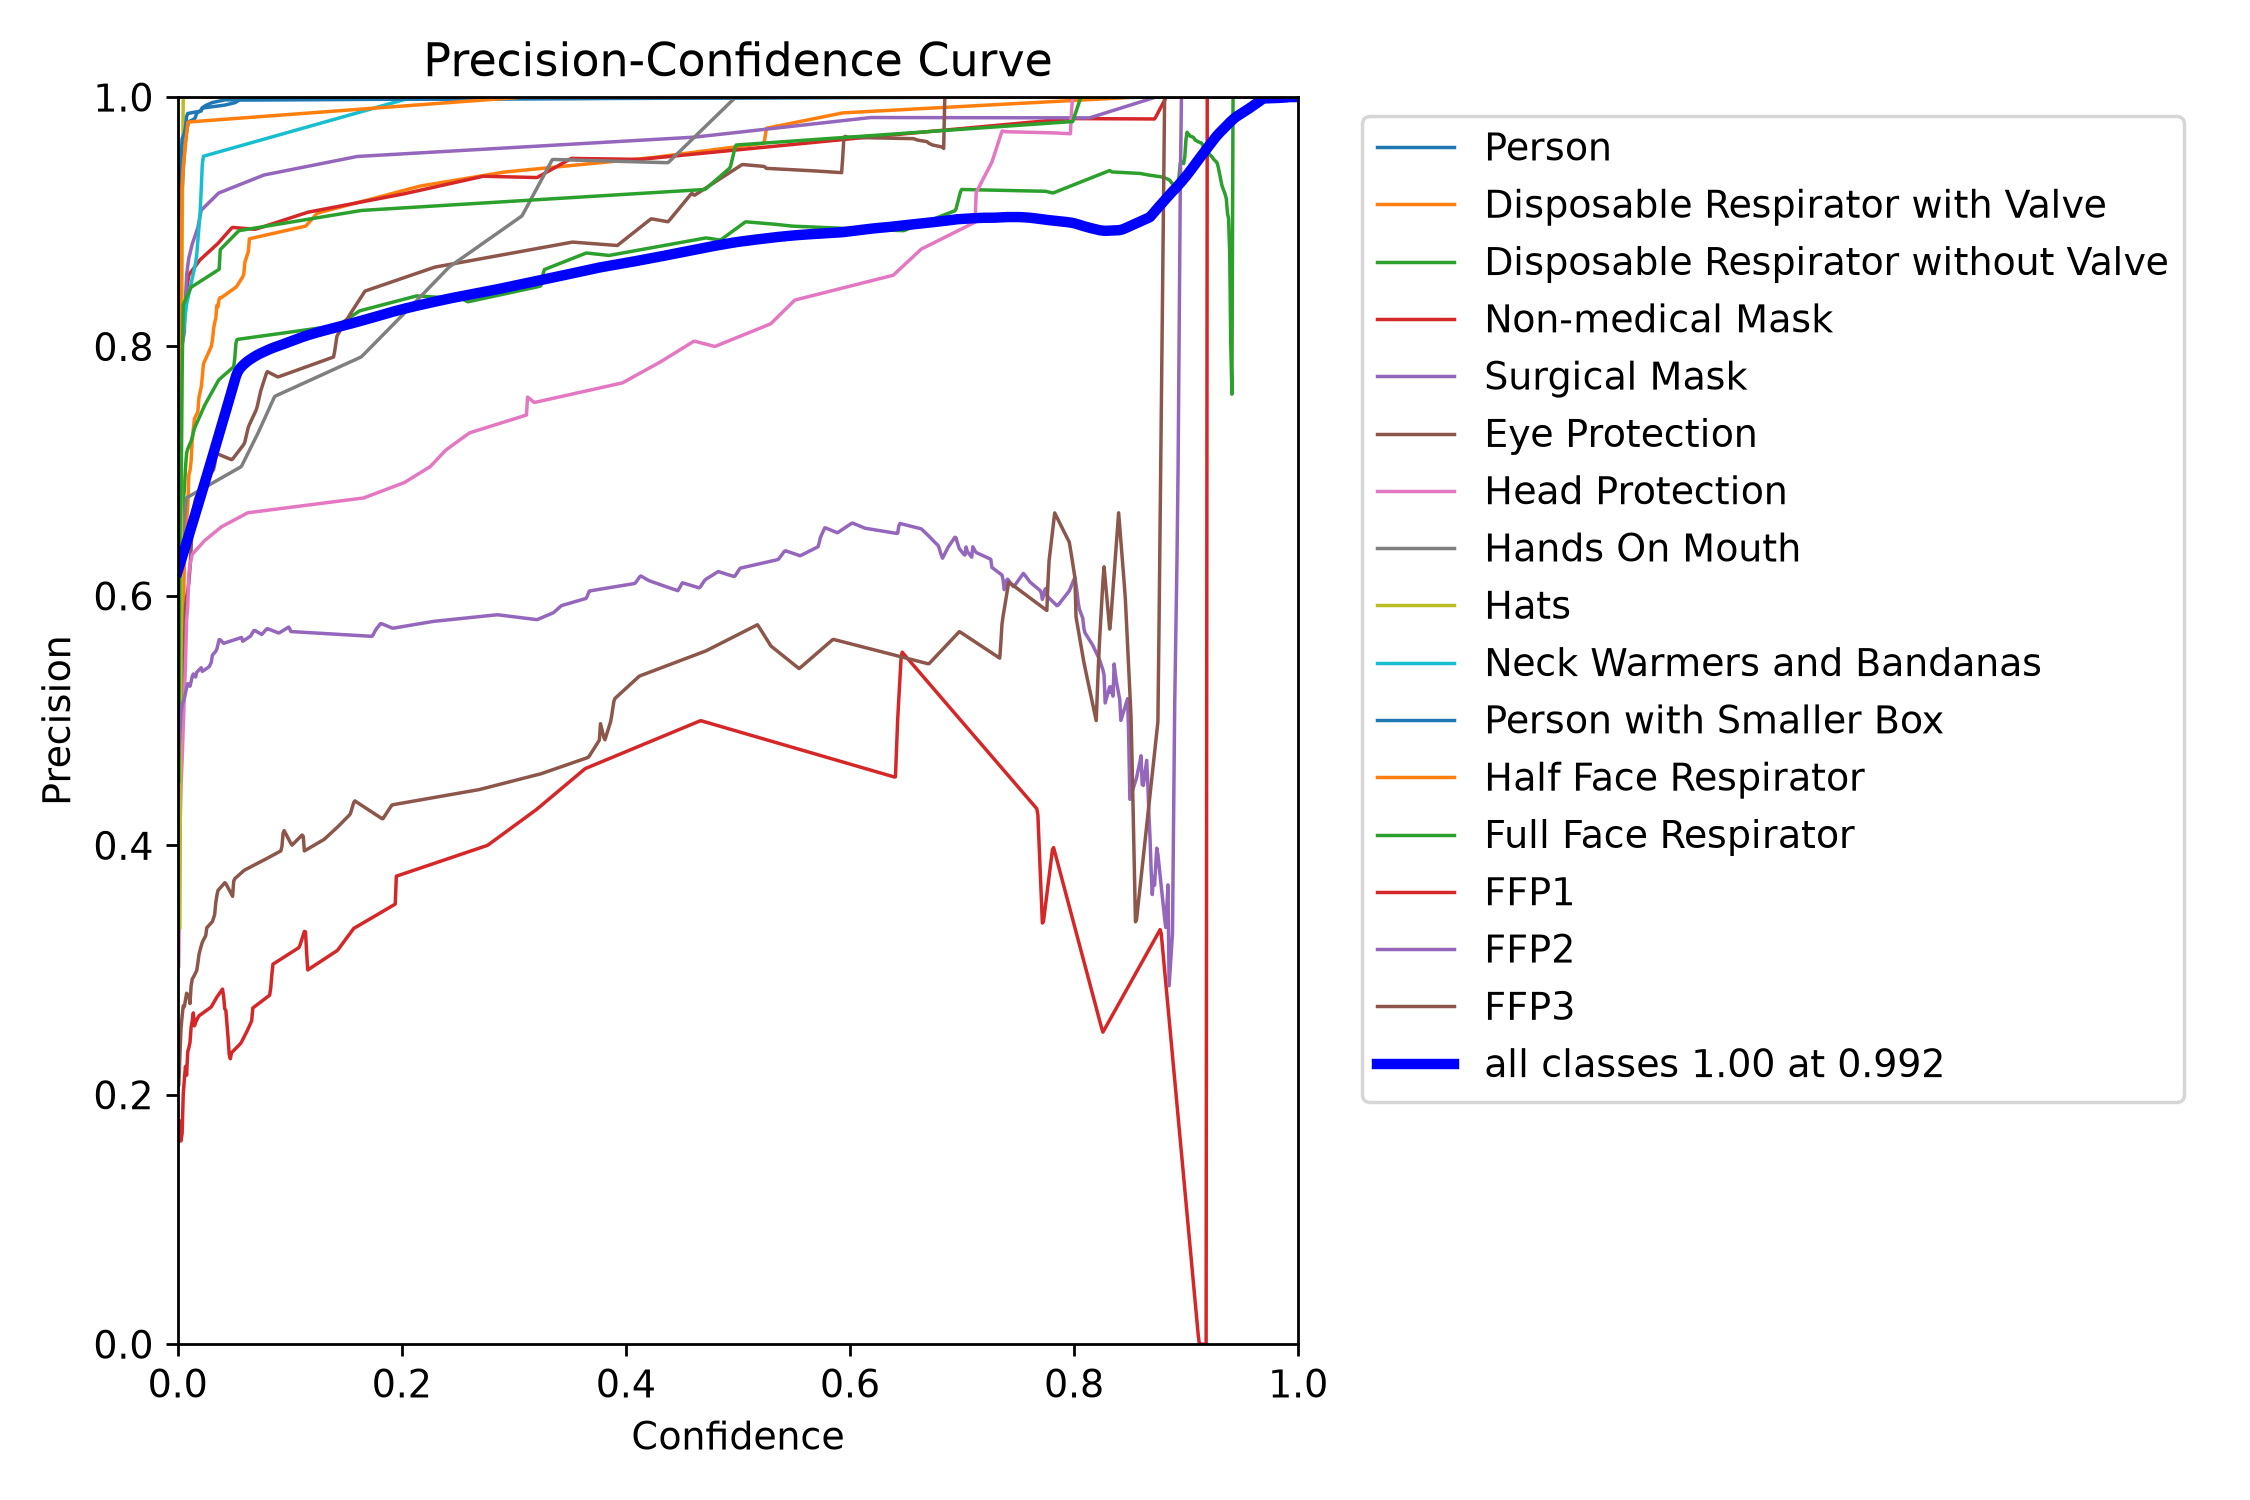 Precision-Confidence Curve
1.0
0.8
0.6
0.4
0.2
0.0
Precision
0.0 0.2 0.4 0.6 0.8 1.0
Confidence
Person
Disposable Respirator with Valve
Disposable Respirator without Valve
Non-medical Mask
Surgical Mask
Eye Protection
Head Protection
Hands On Mouth
Hats
Neck Warmers and Bandanas
Person with Smaller Box
Half Face Respirator
Full Face Respirator
FFP1
FFP2
FFP3
all classes 1.00 at 0.992